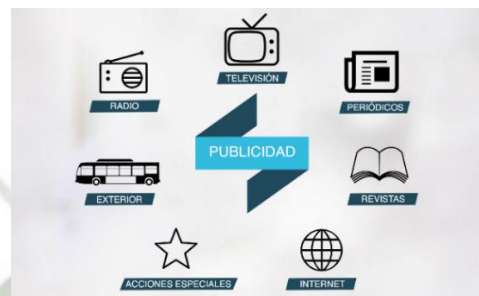 TELEVISIÓN
RADIO
PERIÓDICOS
PUBLICIDAD
EXTERIOR
REVISTAS
ACCIONES ESPECIALES
INTERNET